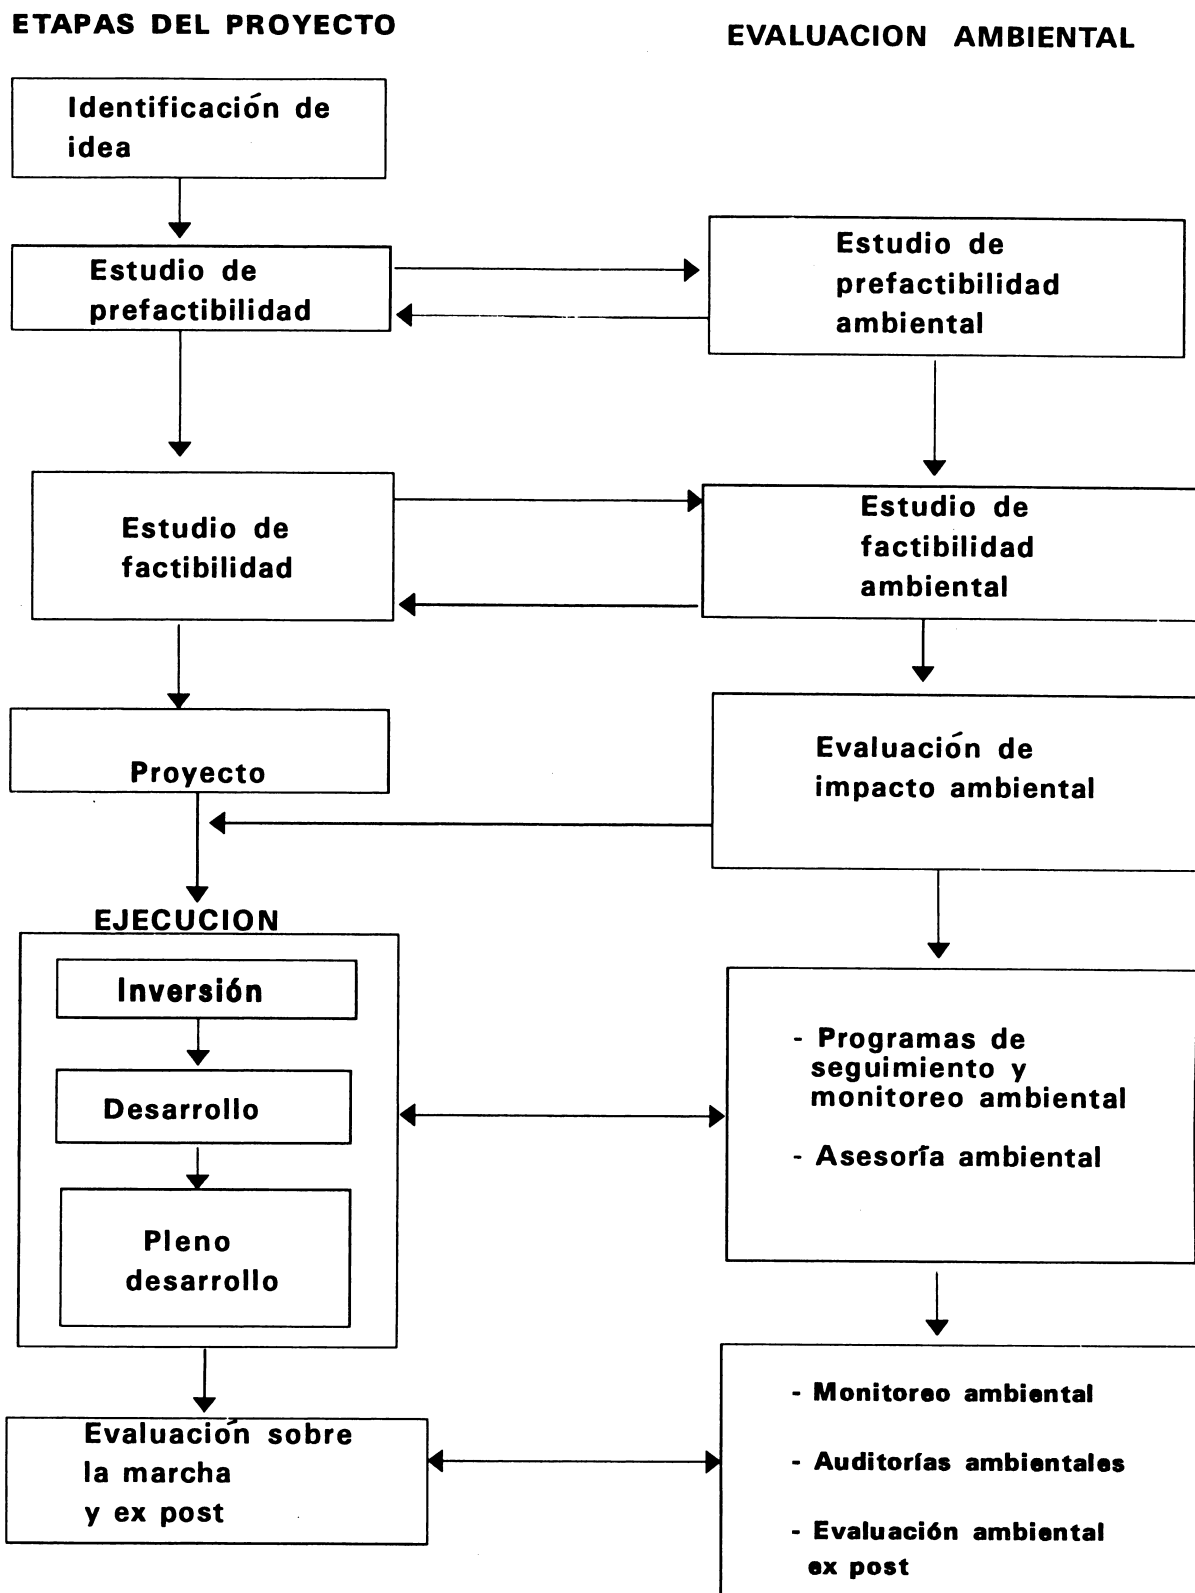 ETAPAS DEL PROYECTO
EVALUACION AMBIENTAL
Identificación de
idea
Estudio de
prefactibilidad
Estudio de
prefactibilidad
ambiental
Estudio de
factibilidad
Estudio de
factibilidad
ambiental
Proyecto
Evaluación de
impacto ambiental
EJECUCION
Inversión
Desarrollo
Pleno
desarrollo
- Programas de
seguimiento y
monitoreo ambiental
- Asesoría ambiental
Evaluación sobre
la marcha
y ex post
- Monitoreo ambiental
- Auditorías ambientales
- Evaluación ambiental
ex post